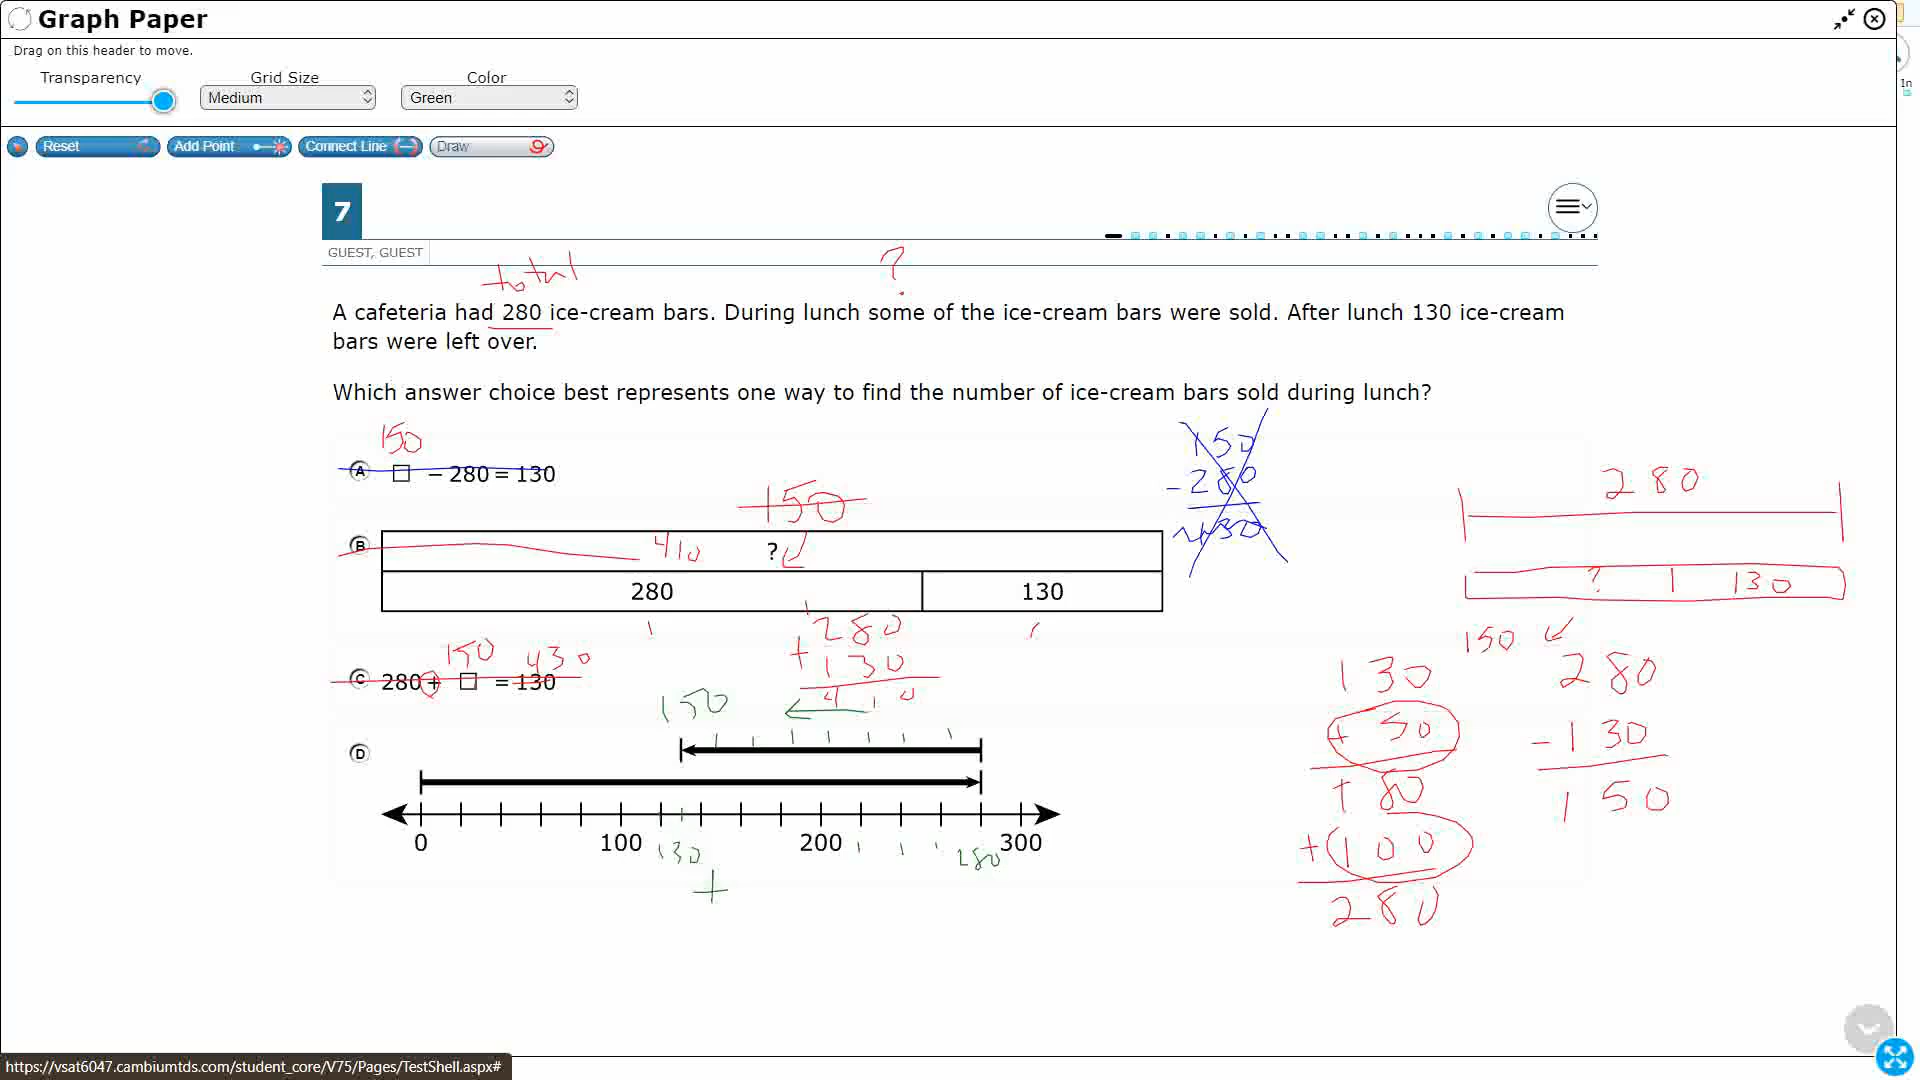 Graph Paper
Drag on this header to move.
Transparency Grid Size Color
Medium Green
Reset Add Point Connect Line Draw
In
7
GUEST, GUEST
total ?
A cafeteria had 280 ice-cream bars. During lunch some of the ice-cream bars were sold. After lunch 130 ice-cream
bars were left over.
Which answer choice best represents one way to find the number of ice-cream bars sold during lunch?
150
A □ − 280 = 130
150
- 280
150
B 410 ?
280 130
280
? 130
1
280
+ 130
410
150 430
C 280 + □ = 130
150
D
0 100 200 300
130 280
+
130
+ 50
180
+ 100
280
150
280
- 130
150
https://vsat6047.cambiumtds.com/student_core/V75/Pages/TestShell.aspx#